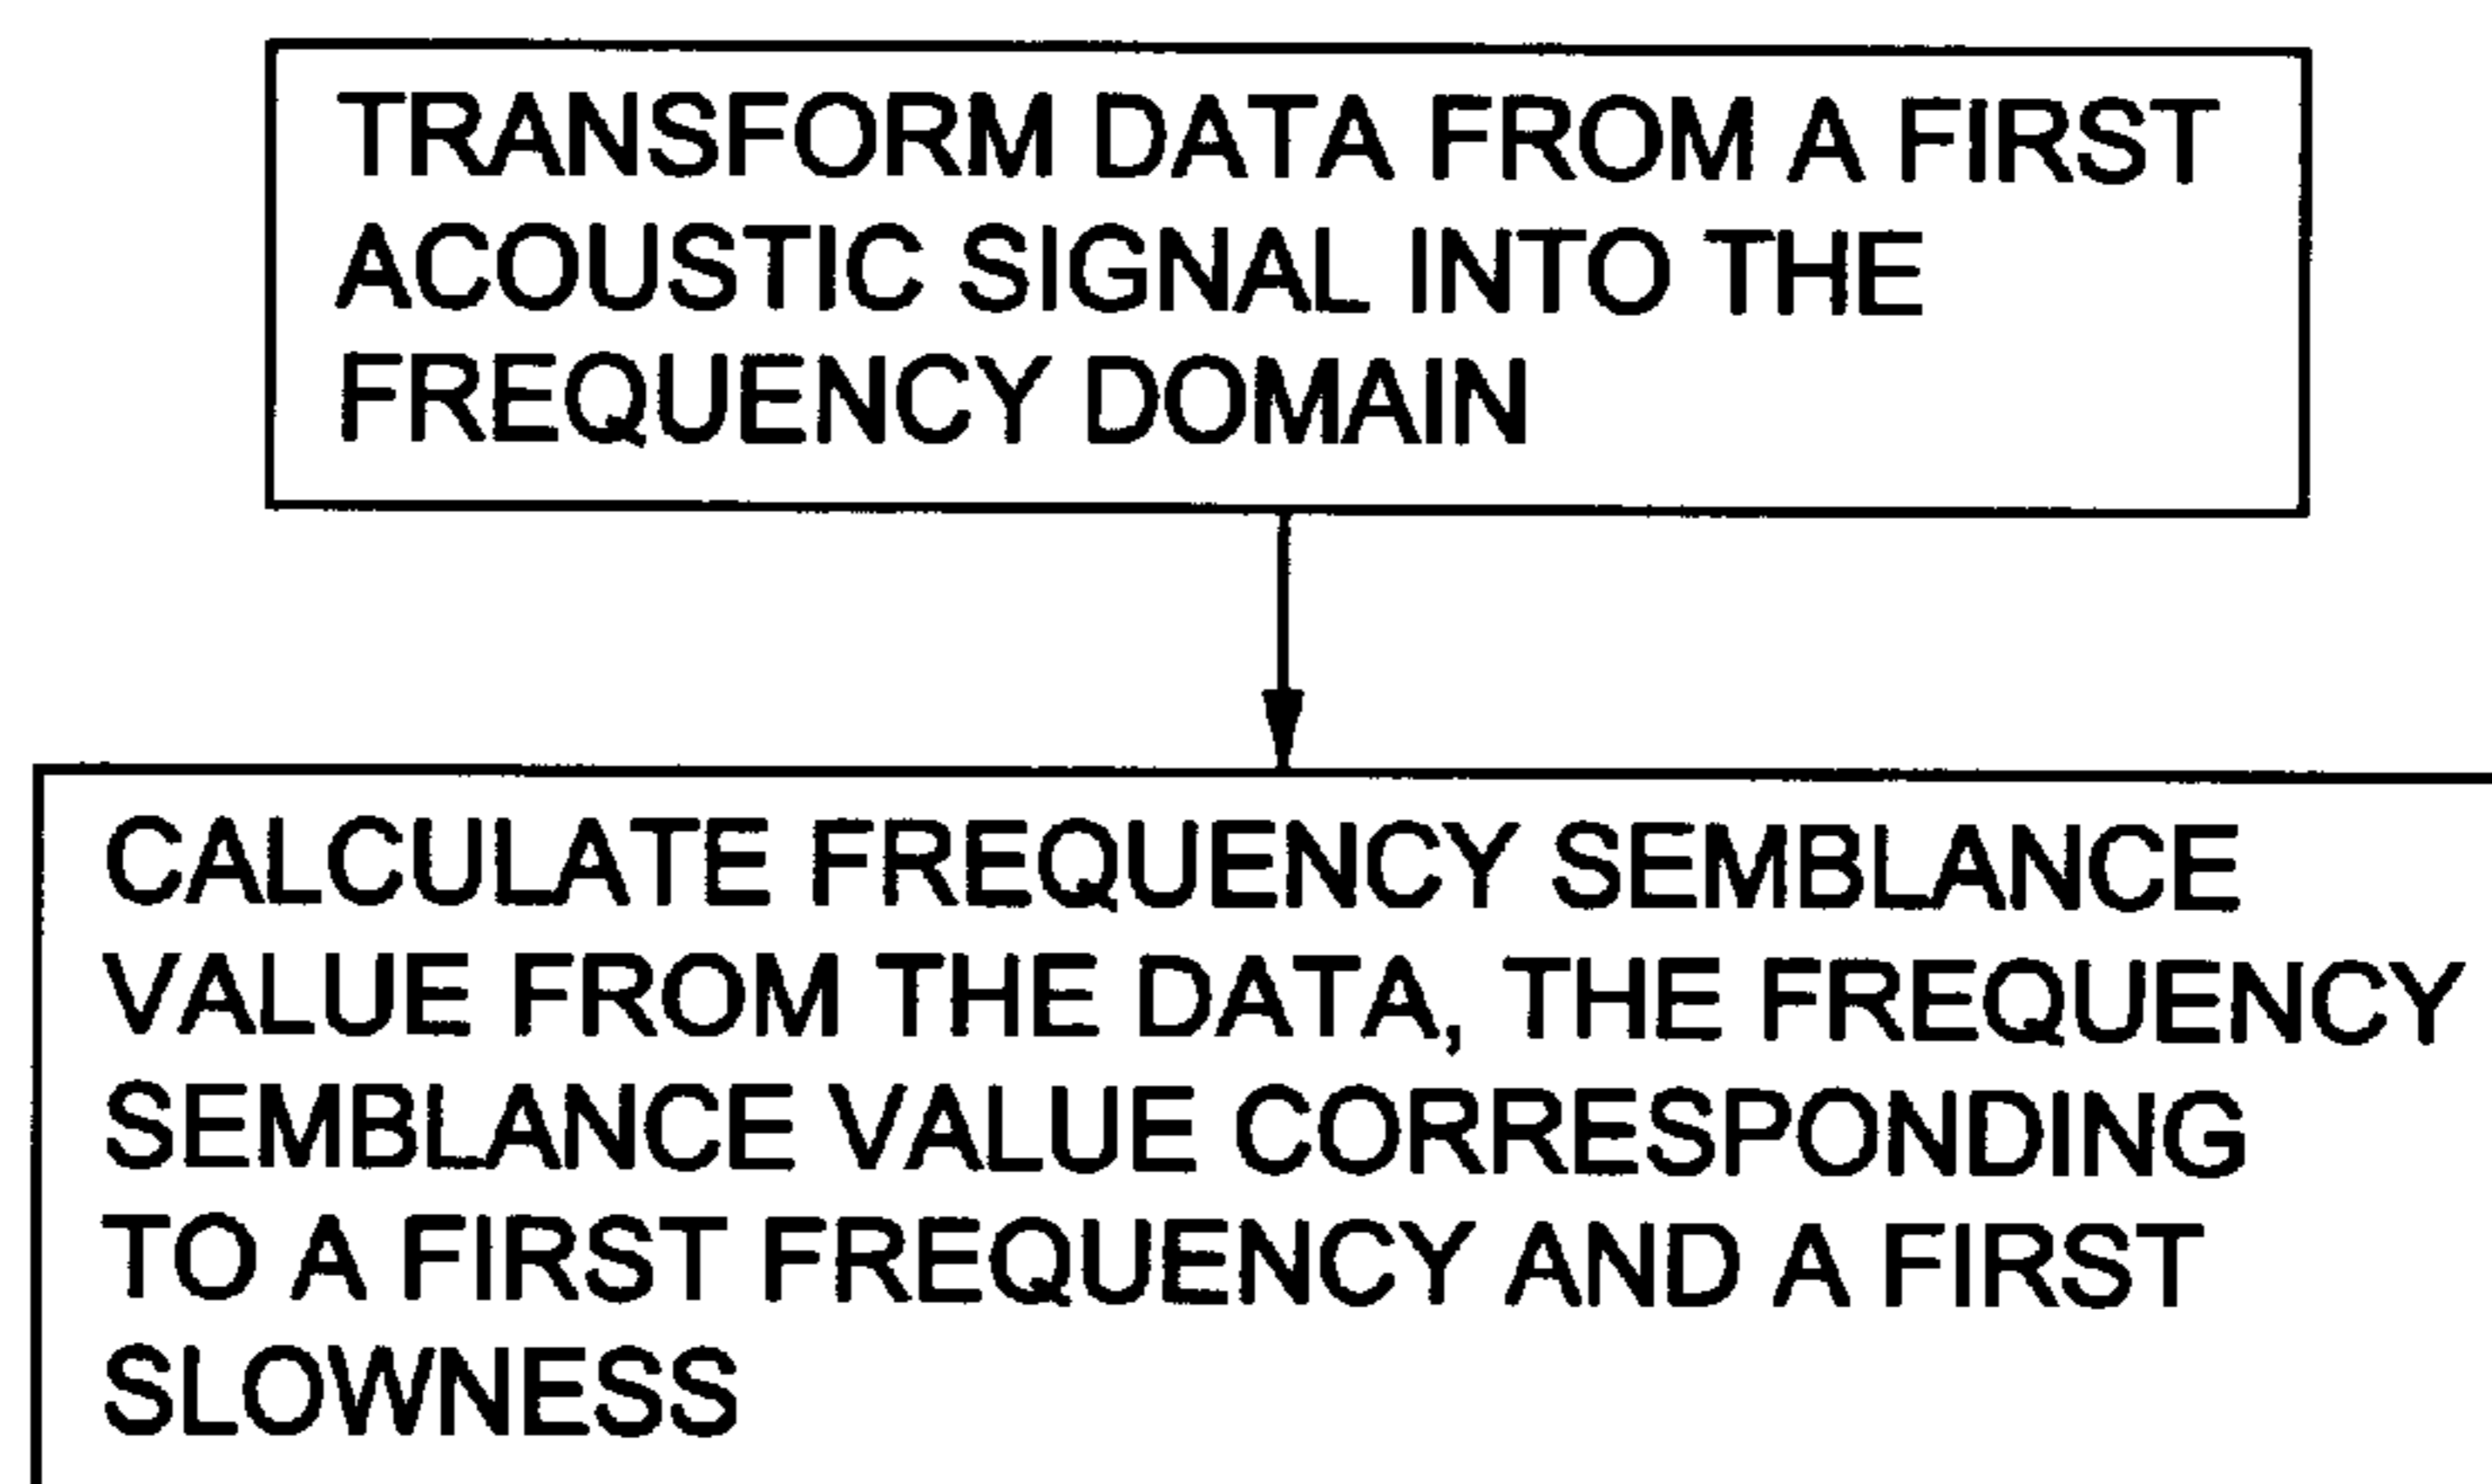 TRANSFORM DATA FROM A FIRST
ACOUSTIC SIGNAL INTO THE
FREQUENCY DOMAIN
CALCULATE FREQUENCY SEMBLANCE
VALUE FROM THE DATA, THE FREQUENCY
SEMBLANCE VALUE CORRESPONDING
TO A FIRST FREQUENCY AND A FIRST
SLOWNESS